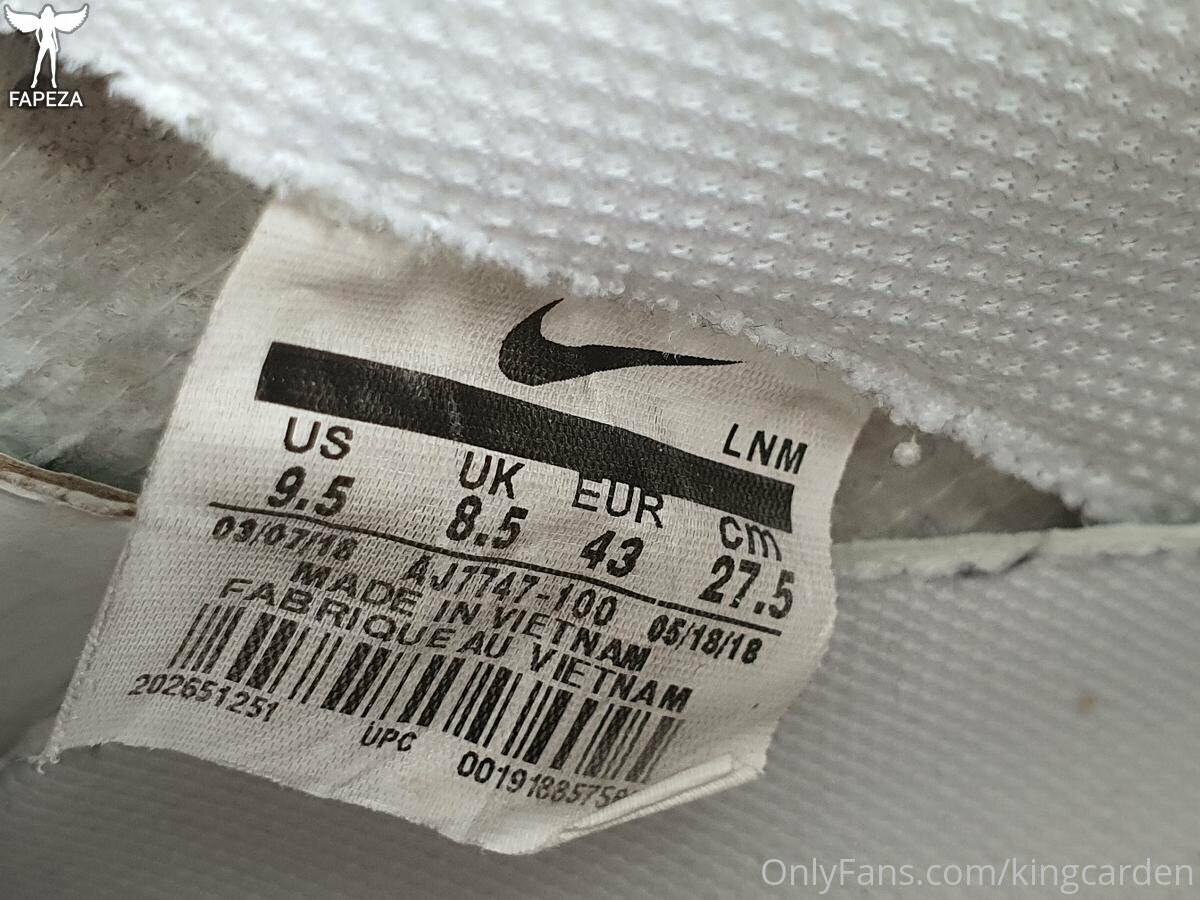 FAPEZA
LNM
US UK EUR cm
9.5 8.5 43 27.5
03/07/18 AJ7747-100 05/18/18
MADE IN VIETNAM
FABRIQUE AU VIETNAM
202651251
UPC
OnlyFans.com/kingcarden